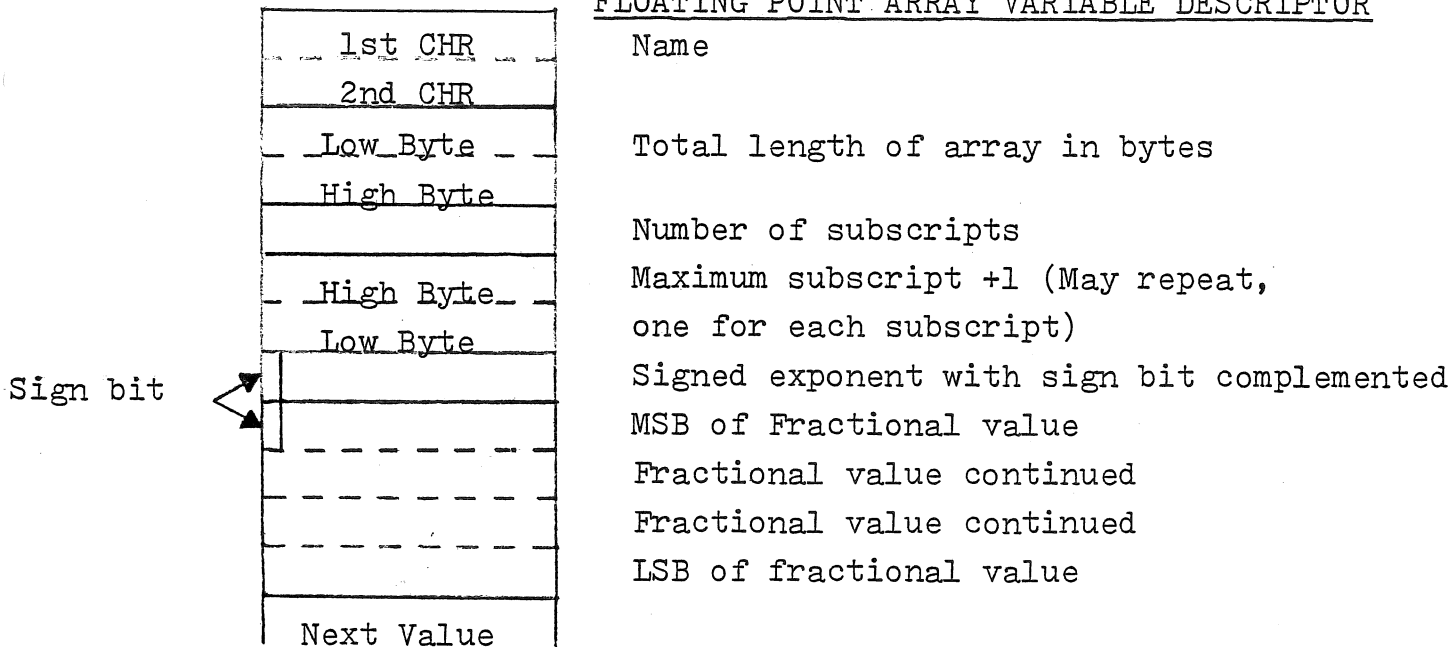 FLOATING POINT ARRAY VARIABLE DESCRIPTOR
1st CHR
Name
2nd CHR
Low Byte
Total length of array in bytes
High Byte
Number of subscripts
High Byte
Maximum subscript +1 (May repeat,
Low Byte
one for each subscript)
Sign bit
Signed exponent with sign bit complemented
MSB of Fractional value
Fractional value continued
Fractional value continued
LSB of fractional value
Next Value